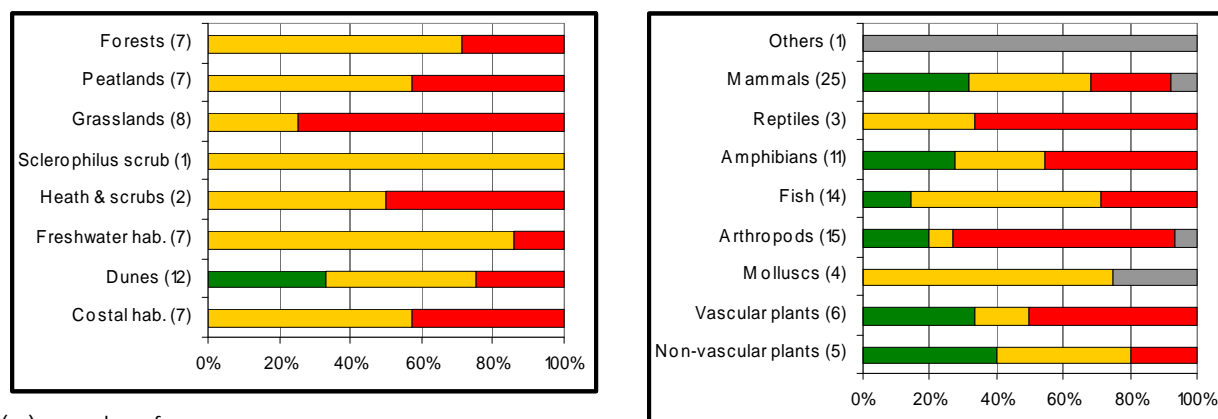 Forests (7)
Peatlands (7)
Grasslands (8)
Sclerophilus scrub (1)
Heath & scrubs (2)
Freshwater hab. (7)
Dunes (12)
Costal hab. (7)
0% 20% 40% 60% 80% 100%
Others (1)
Mammals (25)
Reptiles (3)
Amphibians (11)
Fish (14)
Arthropods (15)
Molluscs (4)
Vascular plants (6)
Non-vascular plants (5)
0% 20% 40% 60% 80% 100%